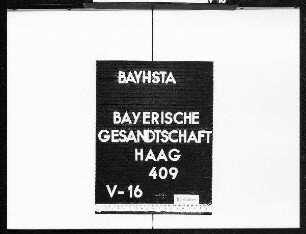 BAYHSTA
BAYERISCHE
GESANDTSCHAFT
HAAG
409
V-16